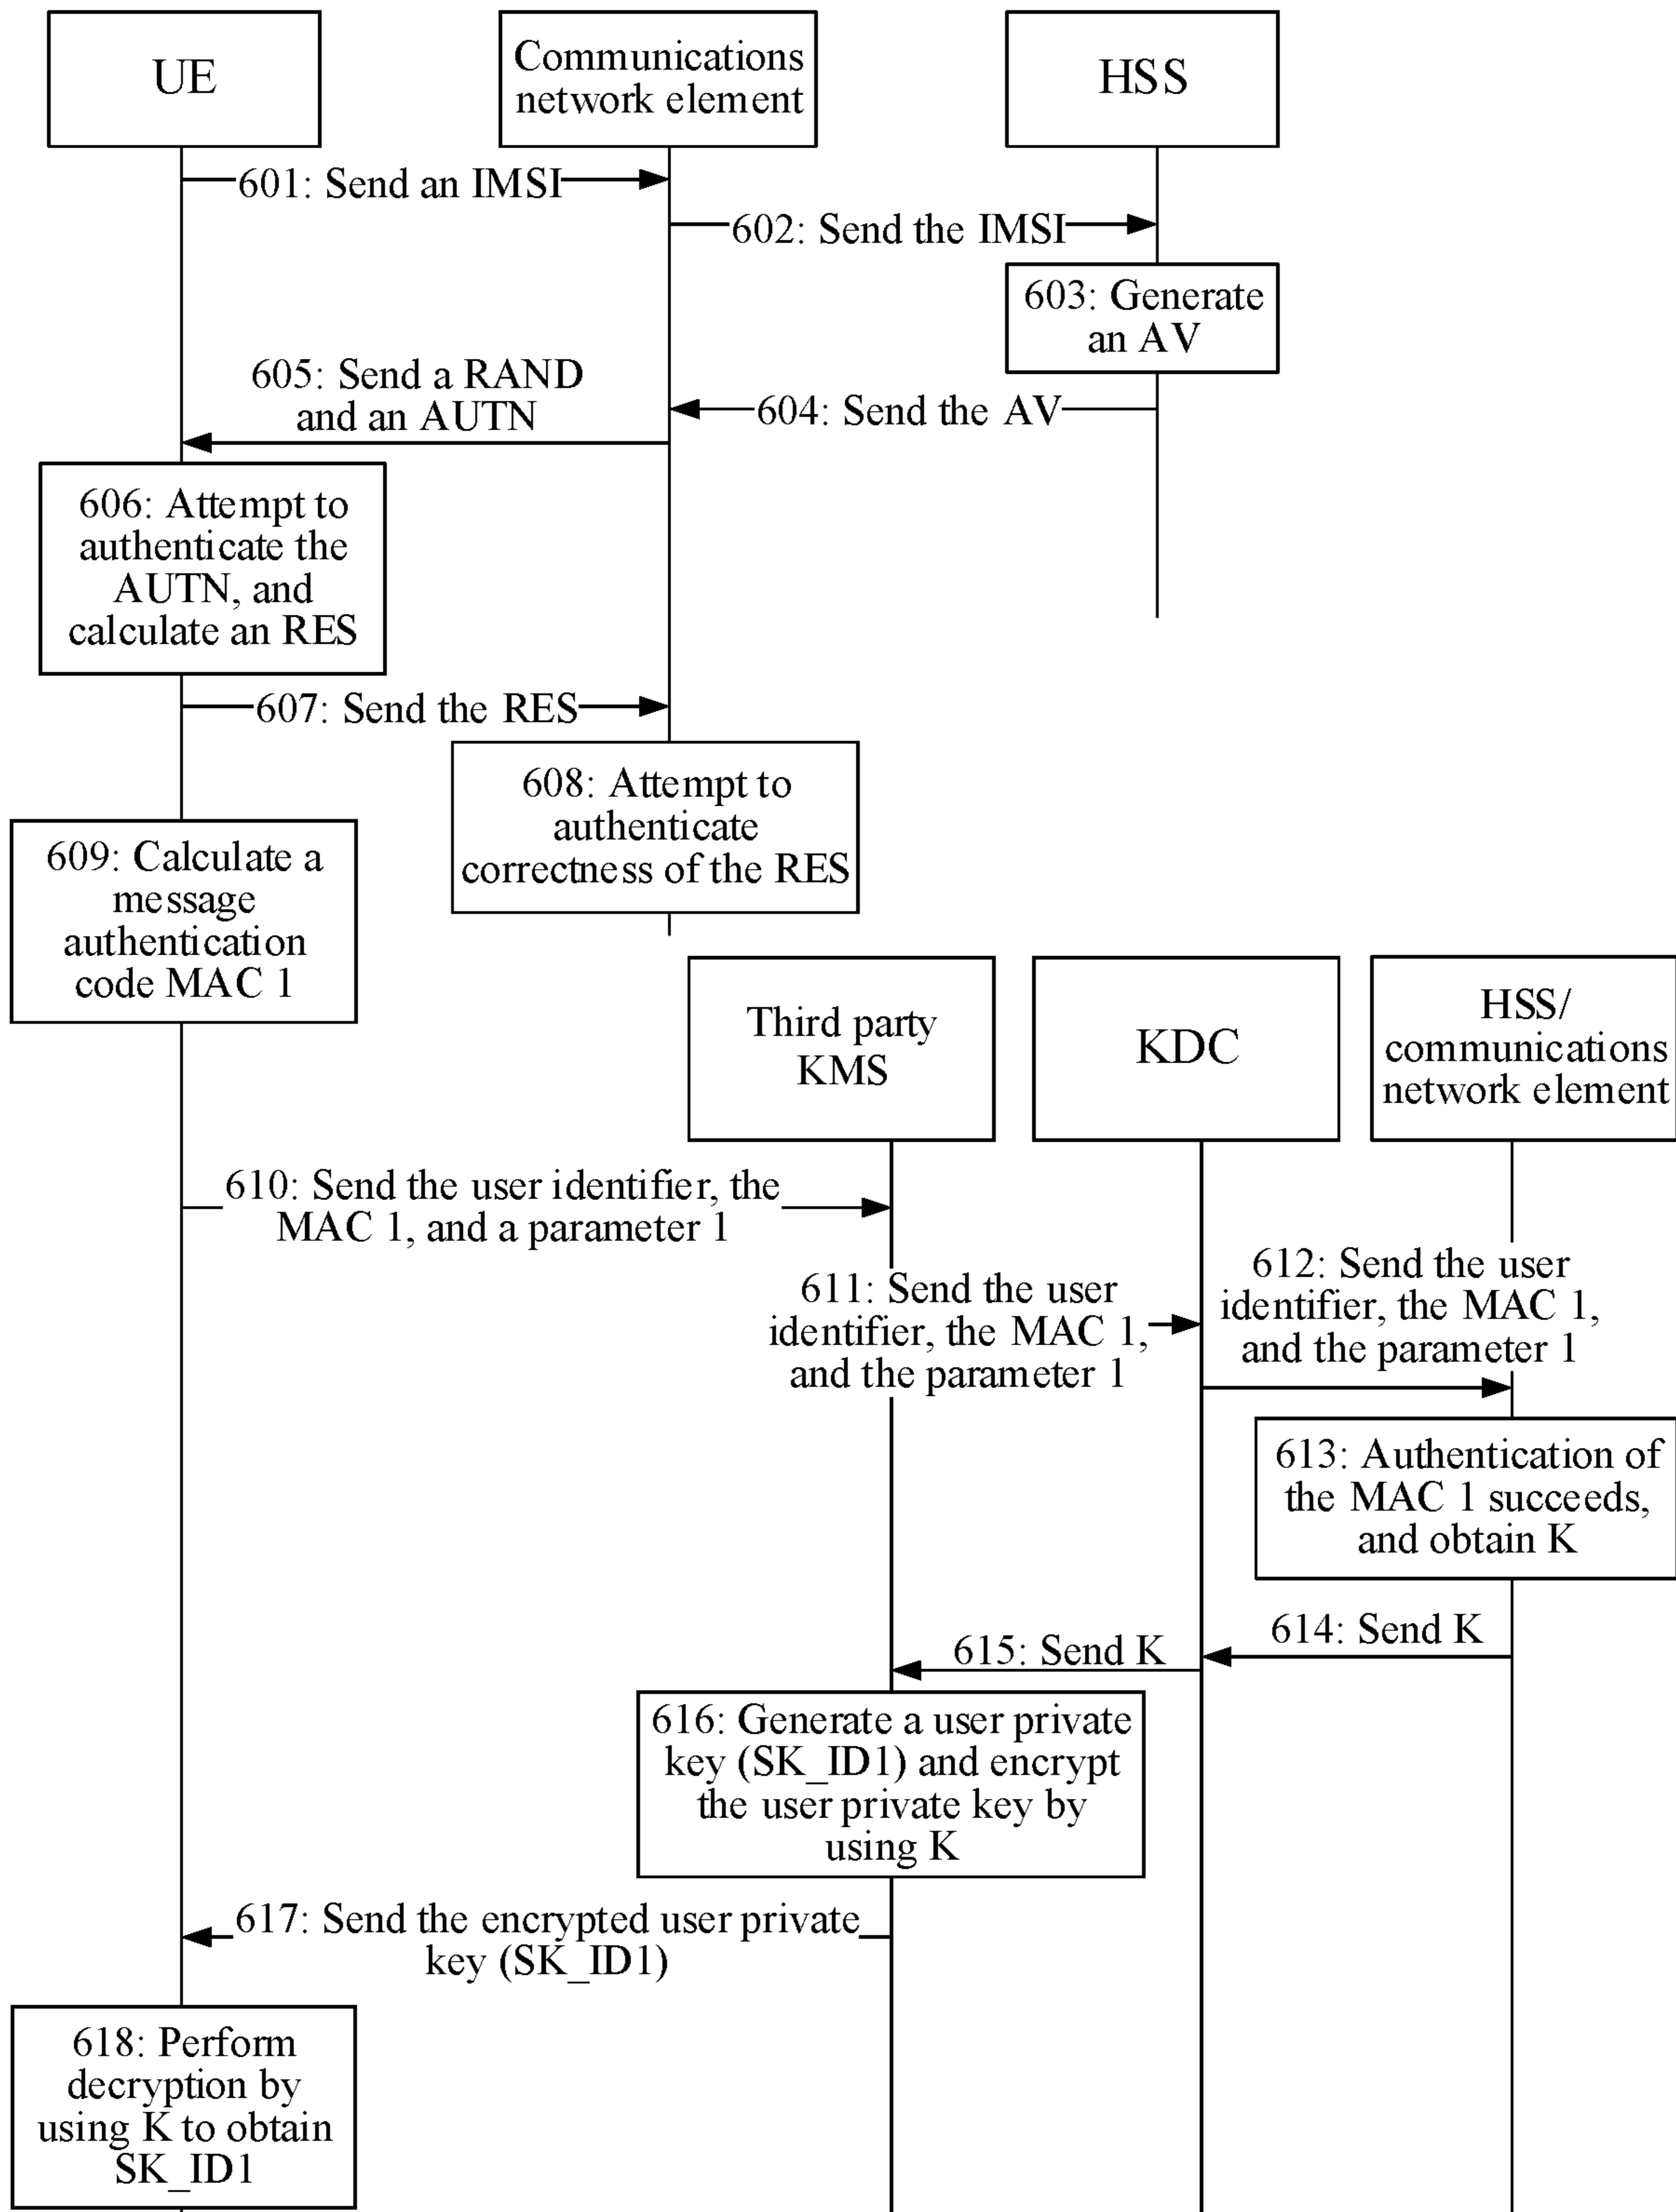 UE
Communications
network element
HSS
601: Send an IMSI
602: Send the IMSI
603: Generate
an AV
605: Send a RAND
and an AUTN
604: Send the AV
606: Attempt to
authenticate the
AUTN, and
calculate an RES
607: Send the RES
608: Attempt to
authenticate
correctness of the RES
609: Calculate a
message
authentication
code MAC 1
Third party
KMS
KDC
HSS/
communications
network element
610: Send the user identifier, the
MAC 1, and a parameter 1
611: Send the user
identifier, the MAC 1,
and the parameter 1
612: Send the user
identifier, the MAC 1,
and the parameter 1
613: Authentication of
the MAC 1 succeeds,
and obtain K
614: Send K
615: Send K
616: Generate a user private
key (SK_ID1) and encrypt
the user private key by
using K
617: Send the encrypted user private
key (SK_ID1)
618: Perform
decryption by
using K to obtain
SK_ID1